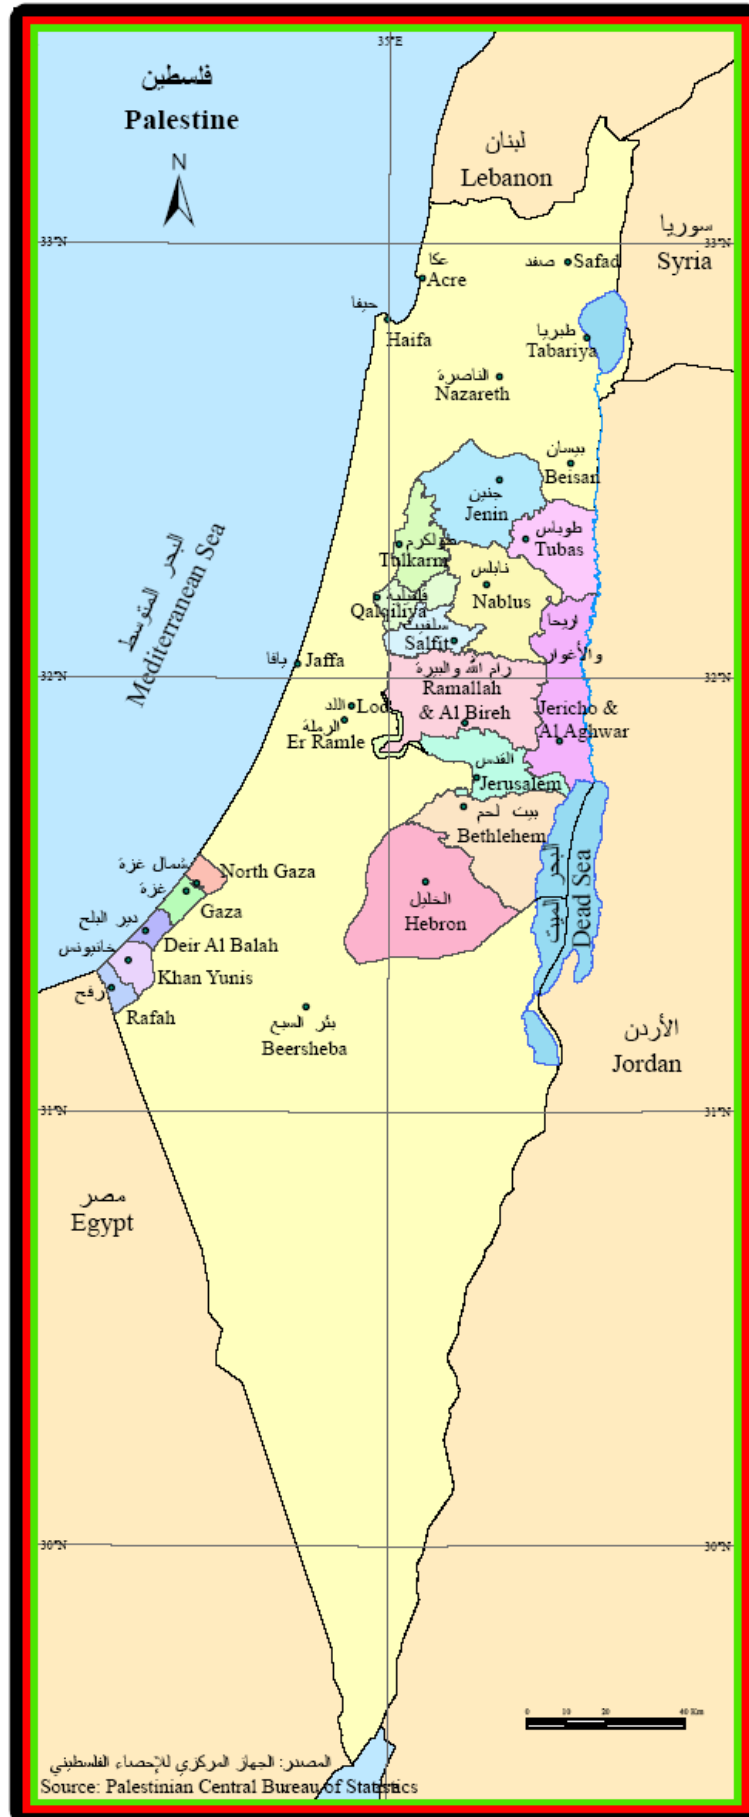 35°E
فلسطين
Palestine
N
لبنان
Lebanon
سوريا
Syria
33°N
33°N
عكا
Acre
صفد
Safad
حيفا
Haifa
طبريا
Tabariya
الناصرة
Nazareth
بيسان
Beisan
جنين
Jenin
طوباس
Tubas
طولكرم
Tulkarm
نابلس
Nablus
قلقيلية
Qalqiliya
سلفيت
Salfit
اريحا
والأغوار
Jericho &
Al Aghwar
البحر المتوسط
Mediterranean Sea
يافا
Jaffa
32°N
32°N
رام الله والبيرة
Ramallah
& Al Bireh
اللد
Lod
الرملة
Er Ramle
القدس
Jerusalem
بيت لحم
Bethlehem
البحر الميت
Dead Sea
شمال غزة
North Gaza
غزة
Gaza
دير البلح
Deir Al Balah
خانيونس
Khan Yunis
رفح
Rafah
الخليل
Hebron
بئر السبع
Beersheba
الأردن
Jordan
31°N
31°N
مصر
Egypt
30°N
30°N
0 10 20 40 Km
المصدر: الجهاز المركزي للإحصاء الفلسطيني
Source: Palestinian Central Bureau of Statistics